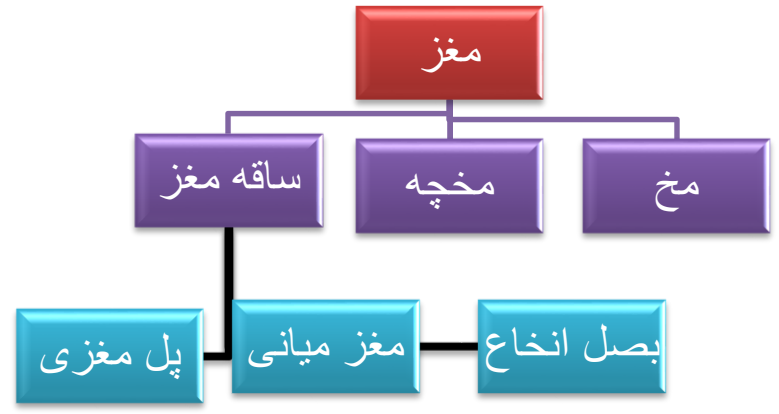 مغز
مخ
مخچه
ساقه مغز
بصل انخاع
مغز میانی
پل مغزی